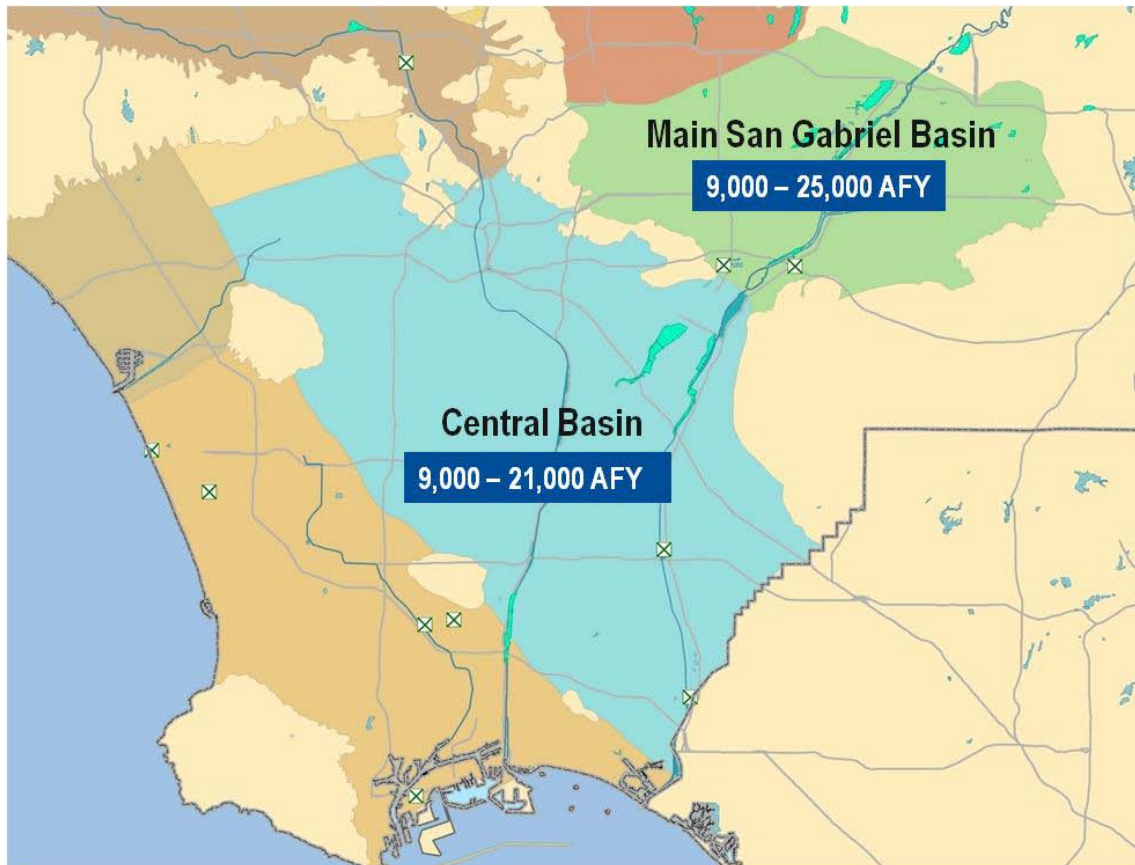 Main San Gabriel Basin
9,000 – 25,000 AFY
Central Basin
9,000 – 21,000 AFY